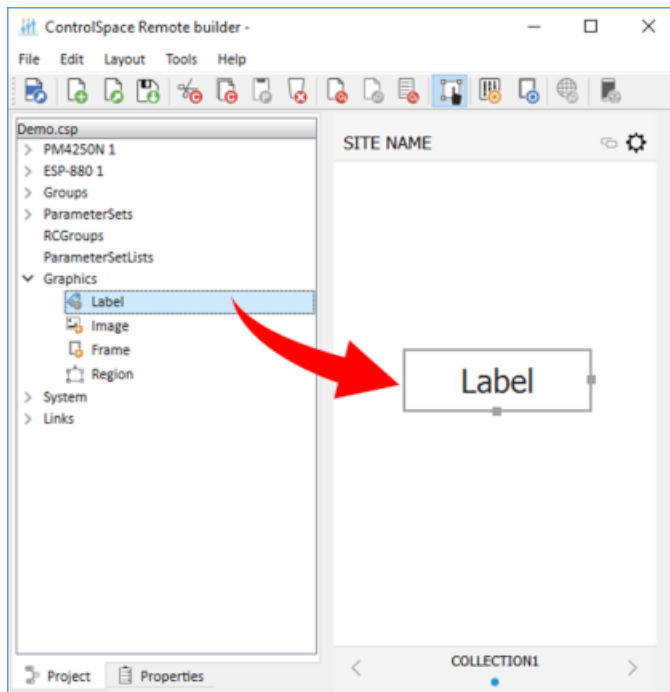 ControlSpace Remote builder -
File Edit Layout Tools Help
Demo.csp
PM4250N 1
ESP-880 1
Groups
ParameterSets
RCGroups
ParameterSetLists
Graphics
Label
Image
Frame
Region
System
Links
Project Properties
SITE NAME
Label
COLLECTION1